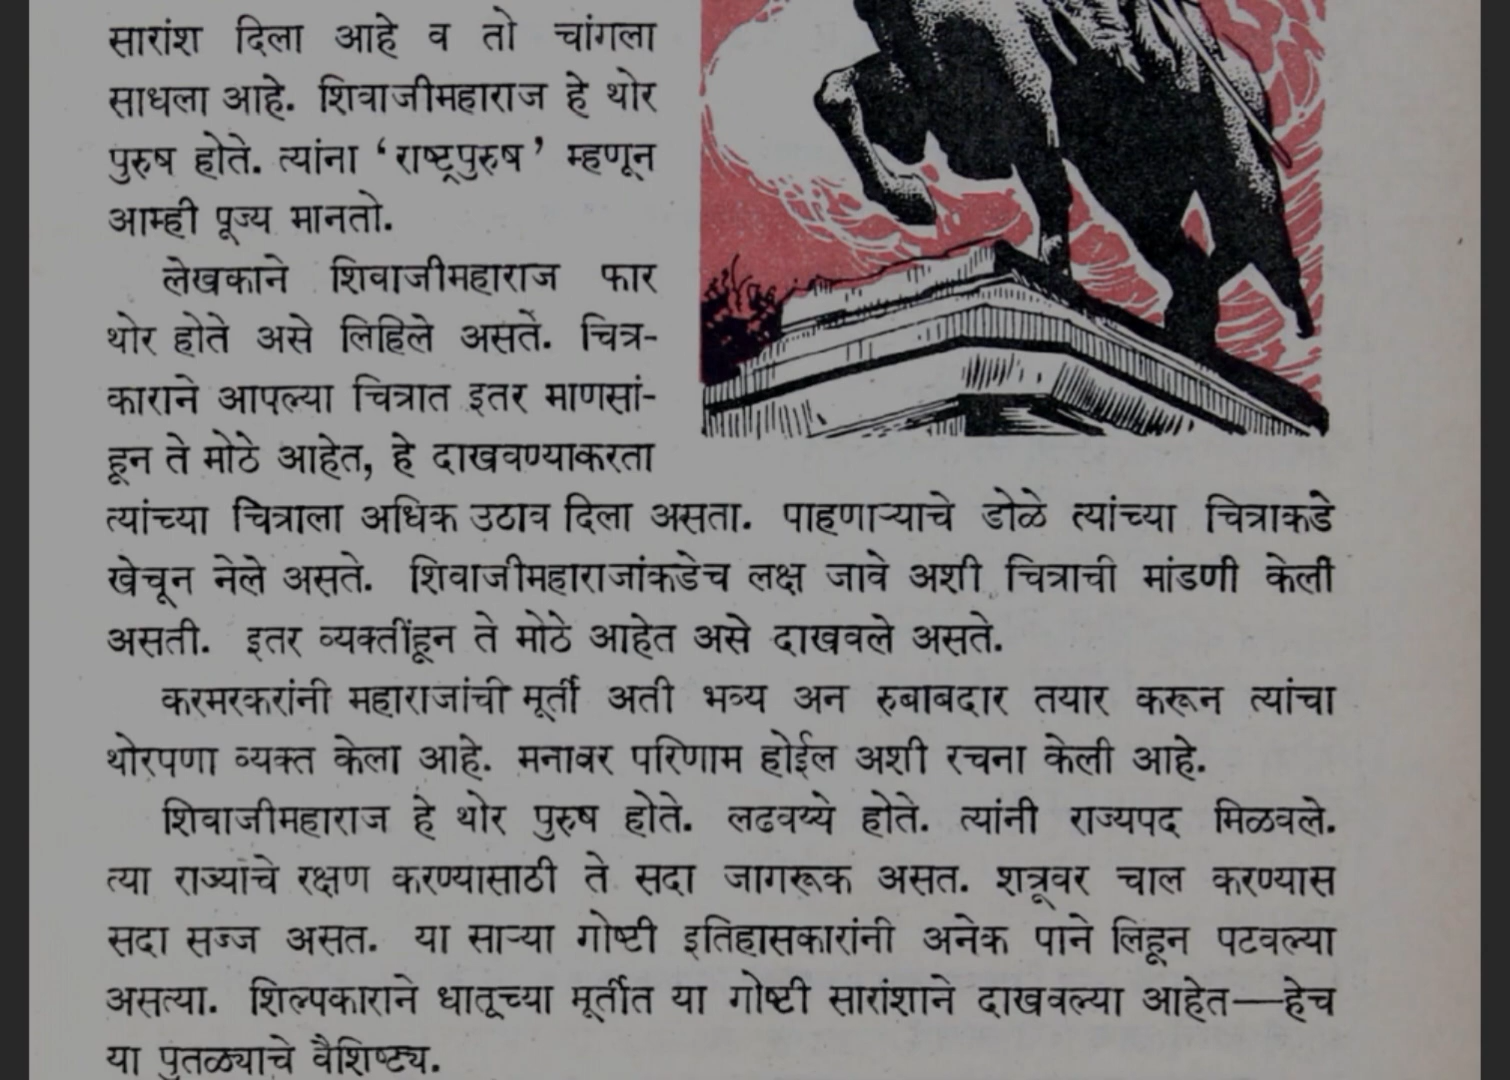 सारांश दिला आहे व तो चांगला
साधला आहे. शिवाजीमहाराज हे थोर
पुरुष होते. त्यांना ‘राष्ट्रपुरुष’ म्हणून
आम्ही पूज्य मानतो.
लेखकाने शिवाजीमहाराज फार
थोर होते असे लिहिले असते. चित्र-
काराने आपल्या चित्रात इतर माणसां-
हून ते मोठे आहेत, हे दाखवण्याकरता
त्यांच्या चित्राला अधिक उठाव दिला असता. पाहणाऱ्याचे डोळे त्यांच्या चित्राकडे
खेचून नेले असते. शिवाजीमहाराजांकडेच लक्ष जावे अशी चित्राची मांडणी केली
असती. इतर व्यक्तींहून ते मोठे आहेत असे दाखवले असते.
करमरकरांनी महाराजांची मूर्ती अती भव्य अन रुबाबदार तयार करून त्यांचा
थोरपणा व्यक्त केला आहे. मनावर परिणाम होईल अशी रचना केली आहे.
शिवाजीमहाराज हे थोर पुरुष होते. लढवय्ये होते. त्यांनी राज्यपद मिळवले.
त्या राज्याचे रक्षण करण्यासाठी ते सदा जागरूक असत. शत्रूवर चाल करण्यास
सदा सज्ज असत. या साऱ्या गोष्टी इतिहासकारांनी अनेक पाने लिहून पटवल्या
असत्या. शिल्पकाराने धातूच्या मूर्तीत या गोष्टी सारांशाने दाखवल्या आहेत—हेच
या पुतळ्याचे वैशिष्ट्य.